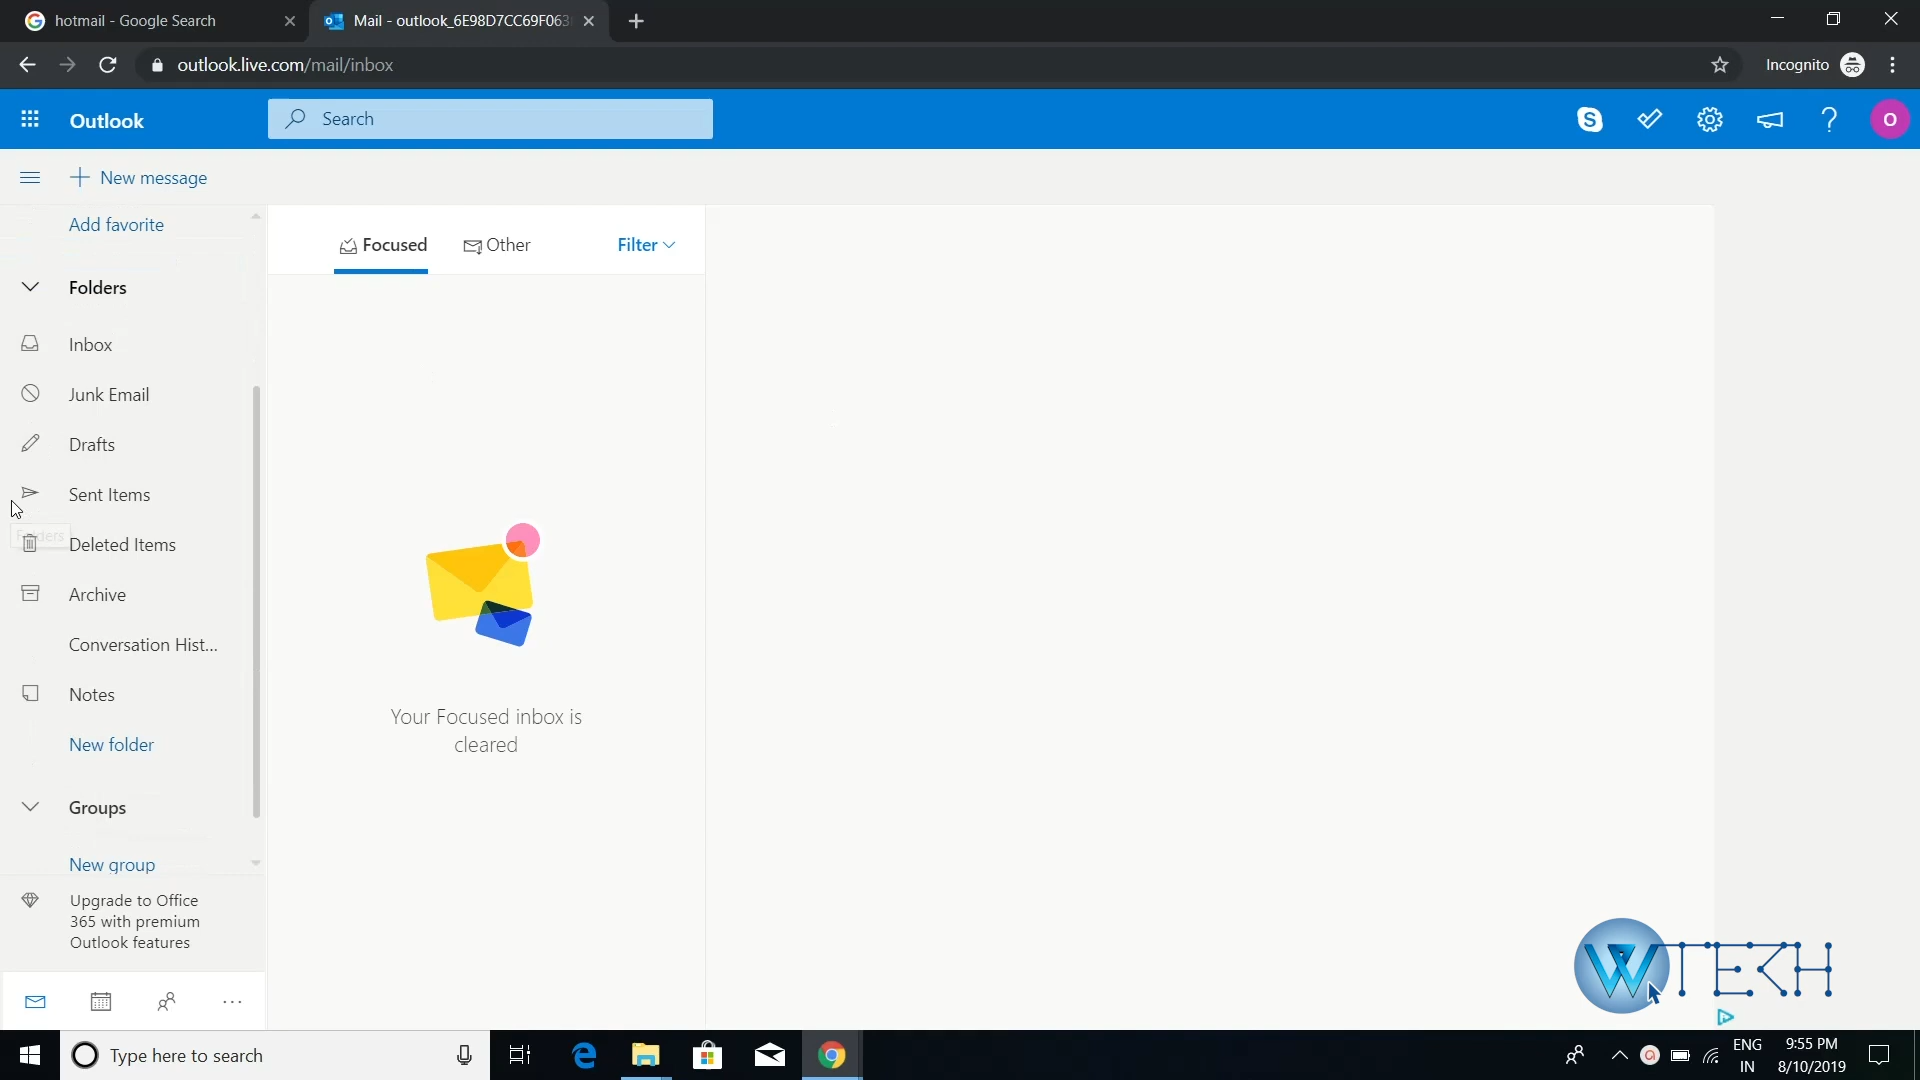 hotmail - Google Search
Mail - outlook_6E98D7CC69F063
outlook.live.com/mail/inbox
Incognito
Outlook
Search
O
New message
Add favorite
Focused
Other
Filter
Folders
Inbox
Junk Email
Drafts
Sent Items
Folders
Deleted Items
Archive
Conversation Hist...
Notes
New folder
Your Focused inbox is
cleared
Groups
New group
Upgrade to Office
365 with premium
Outlook features
WTEKH
Type here to search
ENG
IN
9:55 PM
8/10/2019